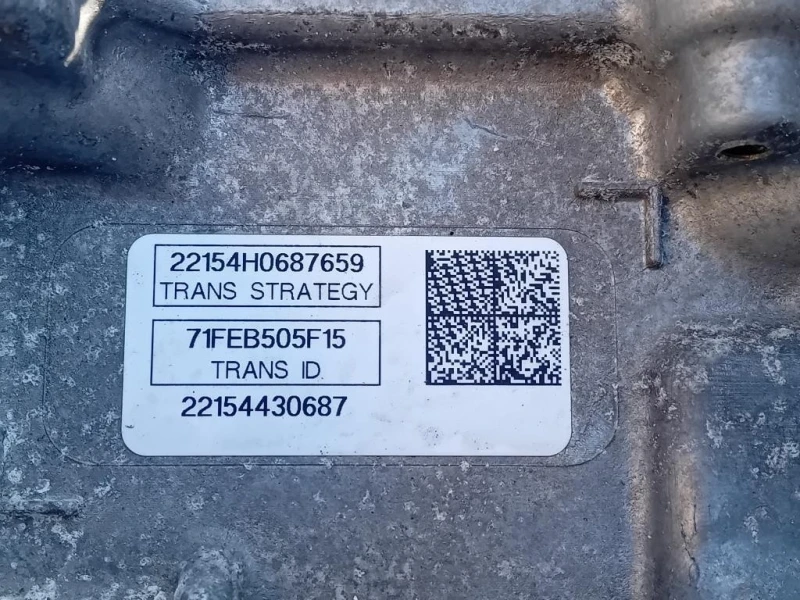 22154H0687659
TRANS STRATEGY
71FEB505F15
TRANS ID
22154430687